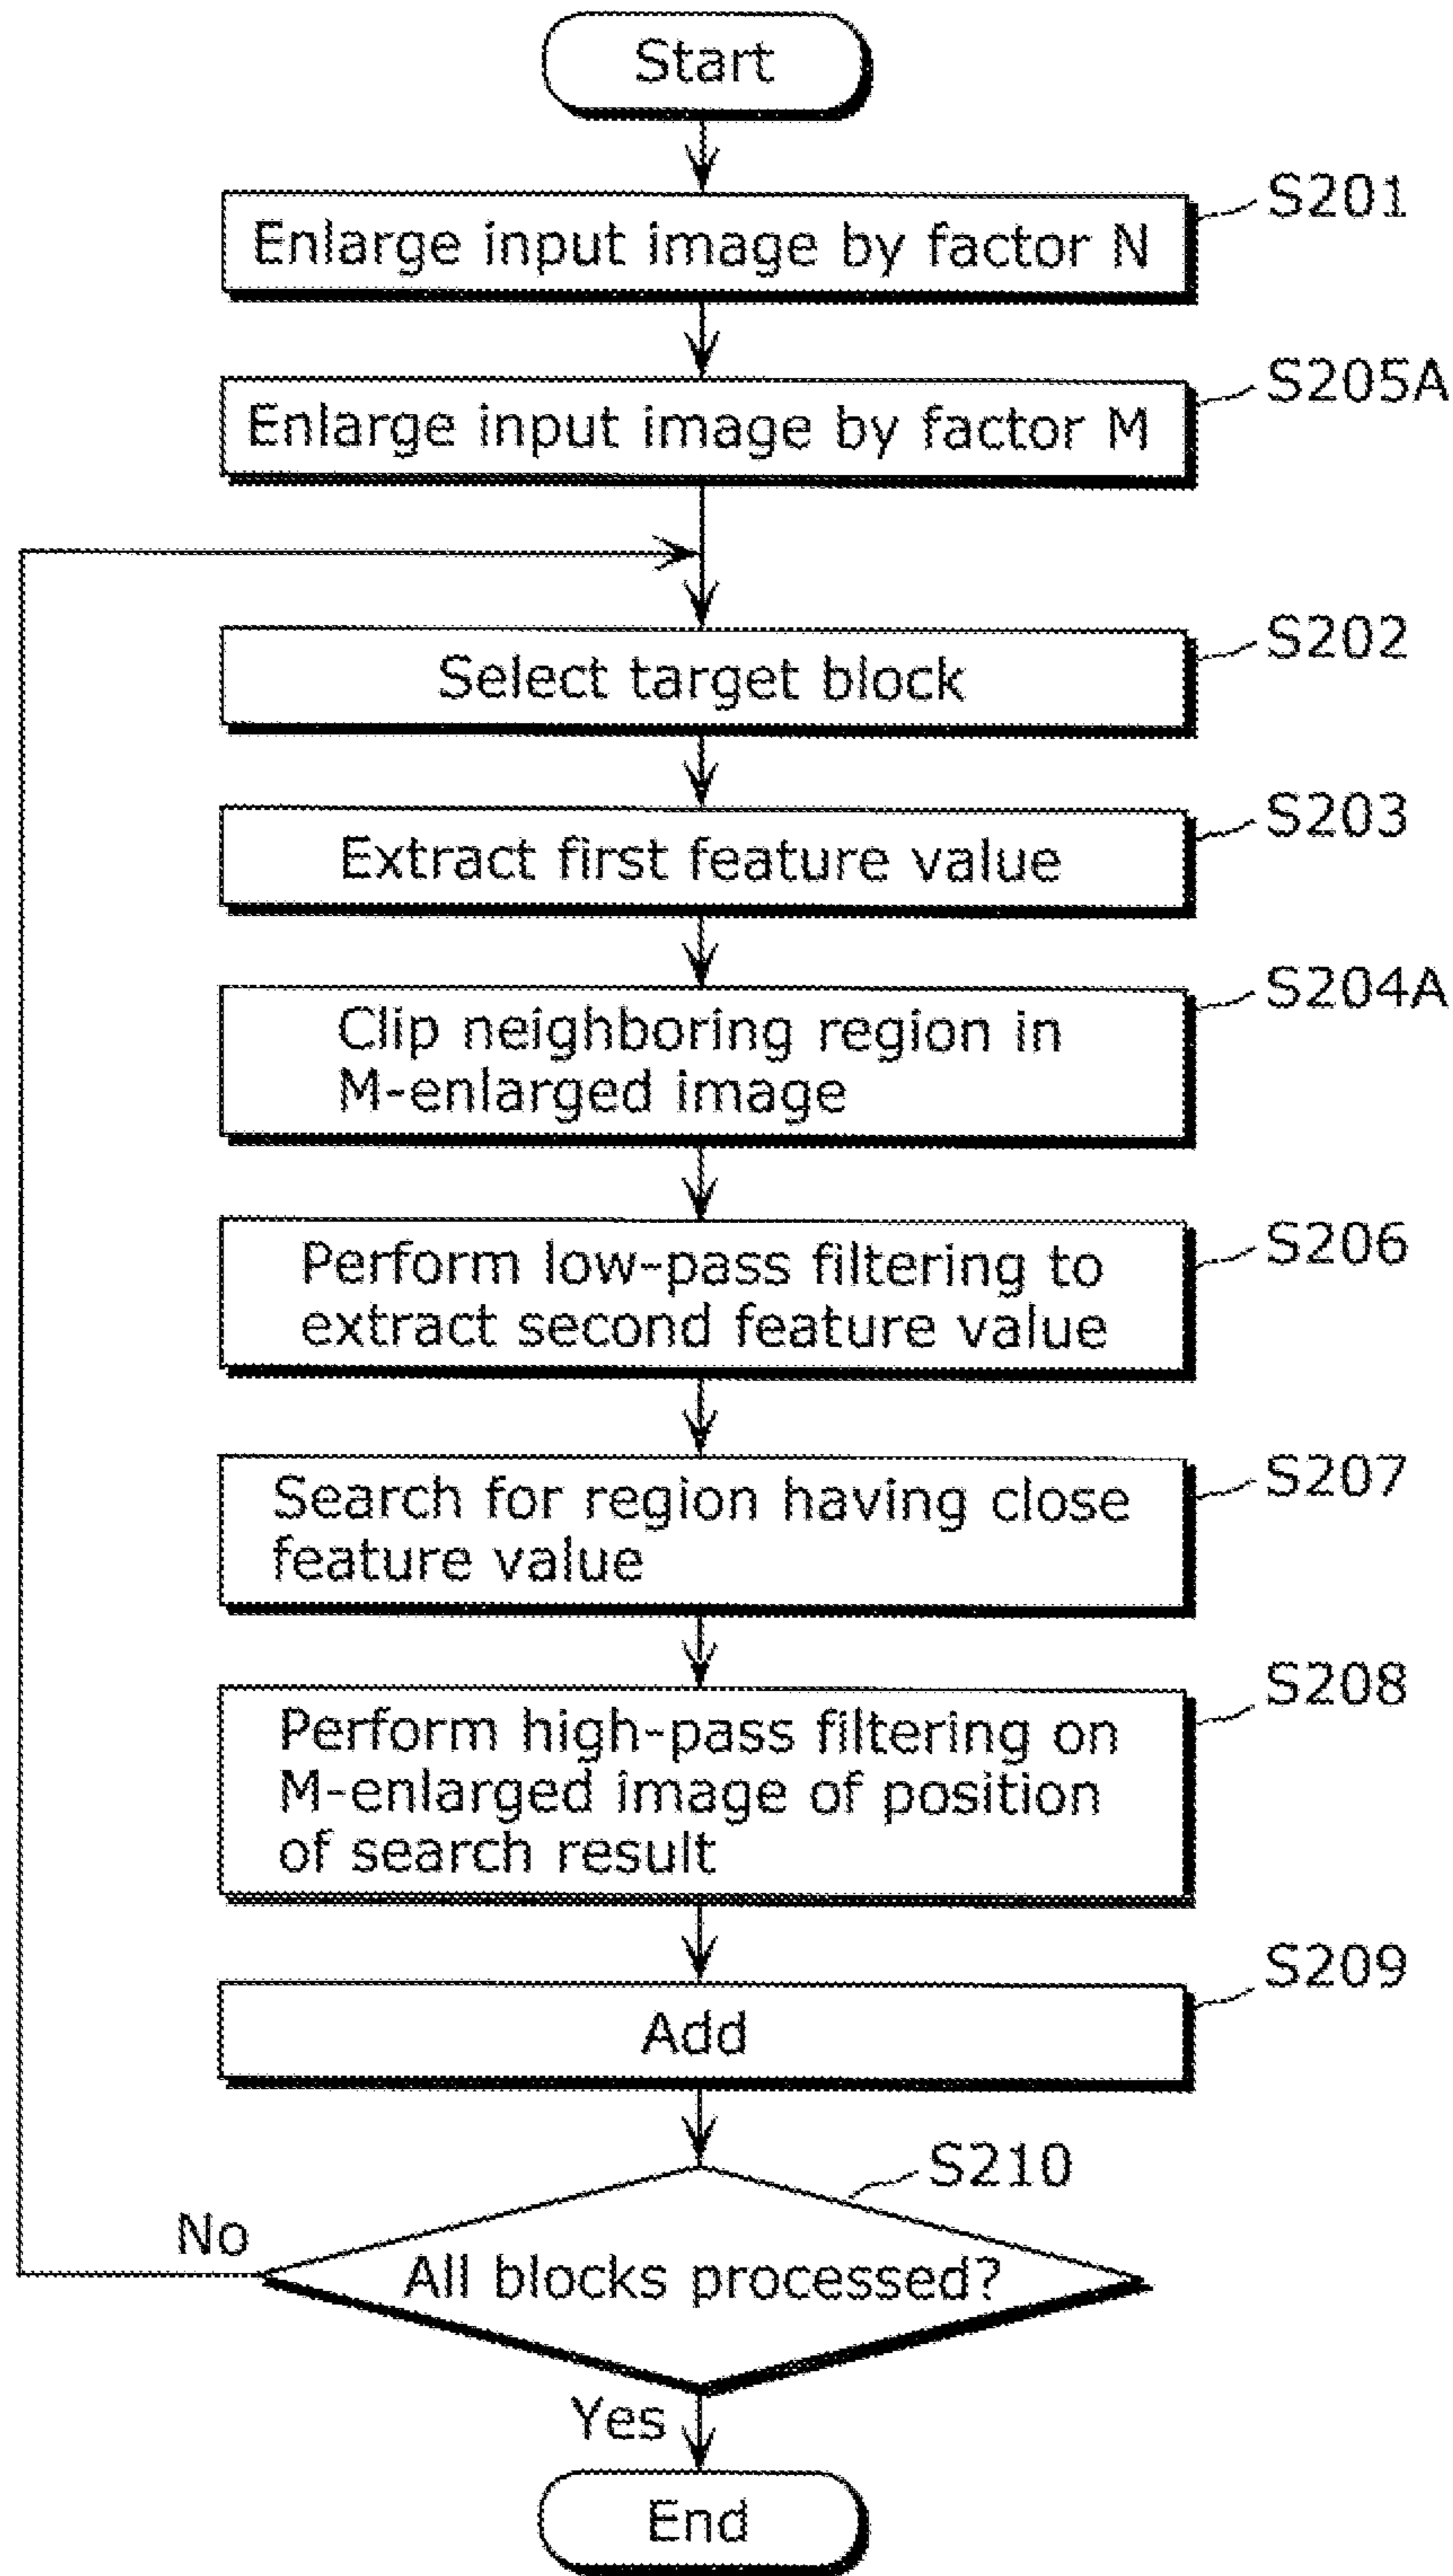 Start
S201
Enlarge input image by factor N
S205A
Enlarge input image by factor M
S202
Select target block
S203
Extract first feature value
S204A
Clip neighboring region in
M-enlarged image
S206
Perform low-pass filtering to
extract second feature value
S207
Search for region having close
feature value
S208
Perform high-pass filtering on
M-enlarged image of position
of search result
S209
Add
S210
No
All blocks processed?
Yes
End